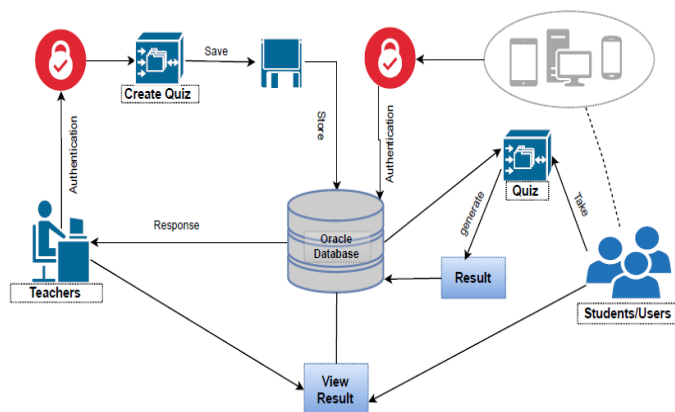 Save
Create Quiz
Authentication
Store
Authentication
Quiz
Response
Oracle
Database
generate
Take
Result
Teachers
Students/Users
View
Result